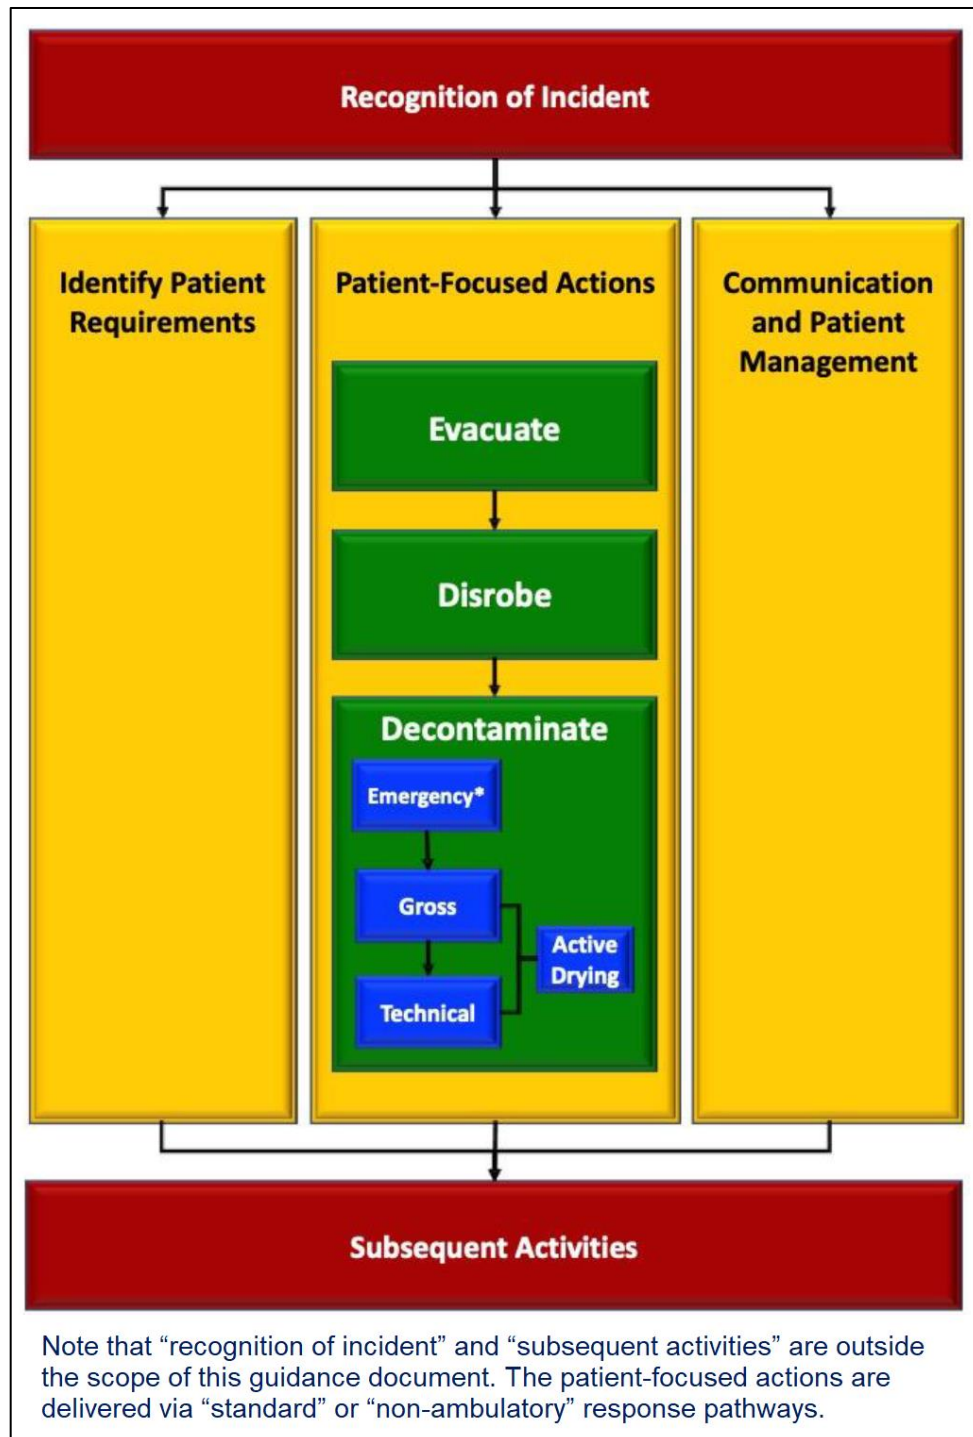 Recognition of Incident
Identify Patient
Requirements
Patient-Focused Actions
Communication
and Patient
Management
Evacuate
Disrobe
Decontaminate
Emergency*
Gross
Active
Drying
Technical
Subsequent Activities
Note that “recognition of incident” and “subsequent activities” are outside
the scope of this guidance document. The patient-focused actions are
delivered via “standard” or “non-ambulatory” response pathways.